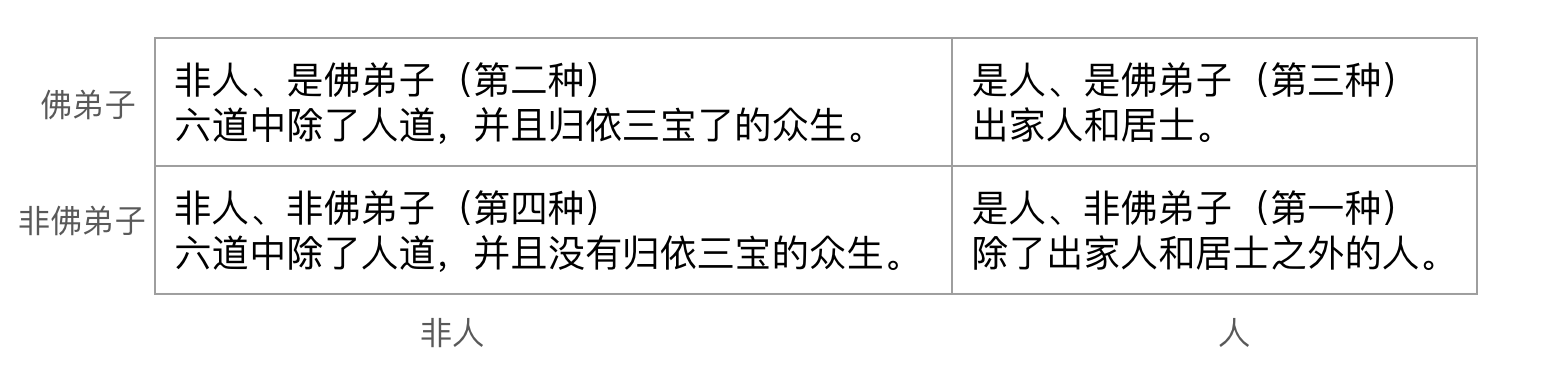 佛弟子
非人、是佛弟子（第二种）
六道中除了人道，并且归依三宝了的众生。
是人、是佛弟子（第三种）
出家人和居士。
非佛弟子
非人、非佛弟子（第四种）
六道中除了人道，并且没有归依三宝的众生。
是人、非佛弟子（第一种）
除了出家人和居士之外的人。
非人
人